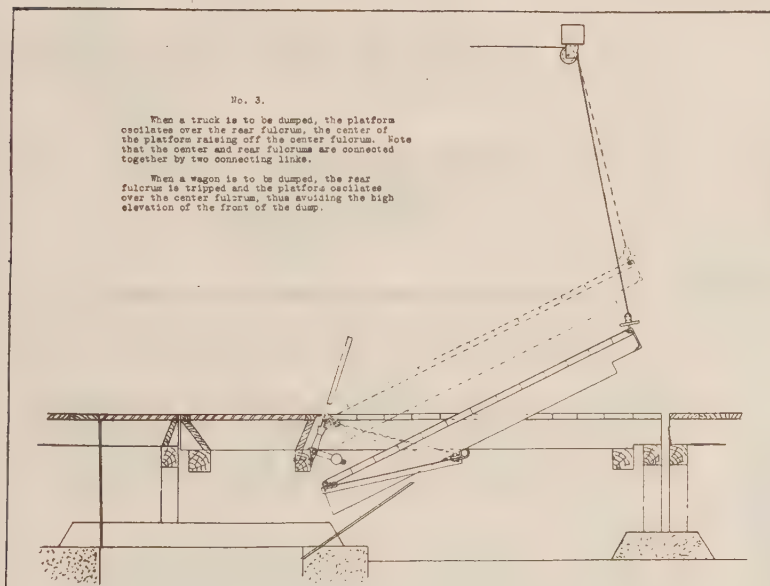 No. 3.
When a truck is to be dumped, the platform
oscilates over the rear fulcrum, the center of
the platform raising off the center fulcrum. Note
that the center and rear fulcrums are connected
together by two connecting links.
When a wagon is to be dumped, the rear
fulcrum is tripped and the platform oscilates
over the center fulcrum, thus avoiding the high
elevation of the front of the dump.